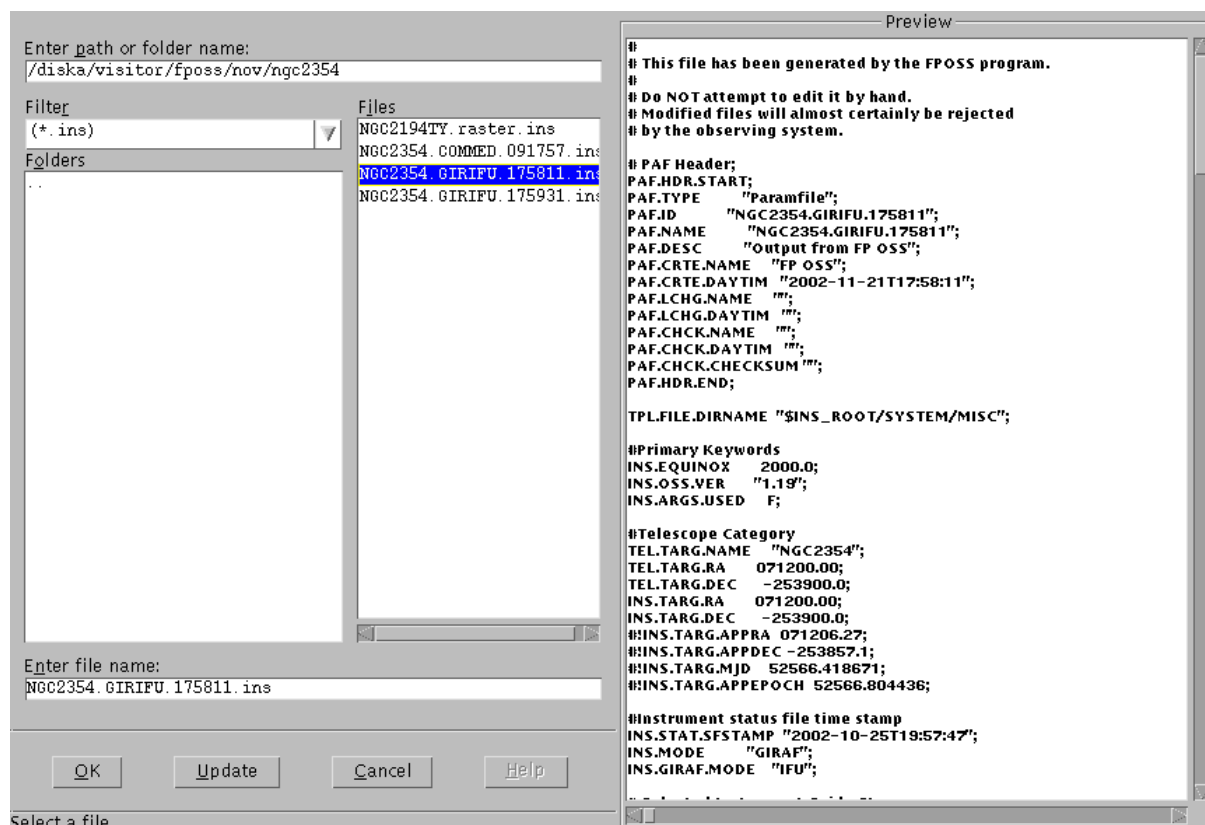 Enter path or folder name:
/diska/visitor/fposs/nov/ngc2354
Filter
(*.ins)
Folders
..
Files
NGC2194TY.raster.ins
NGC2354.COMMED.091757.ins
NGC2354.GIRIFU.175811.ins
NGC2354.GIRIFU.175931.ins
Enter file name:
NGC2354.GIRIFU.175811.ins
OK
Update
Cancel
Help
Select a file
Preview
#
# This file has been generated by the FPOSS program.
#
# Do NOT attempt to edit it by hand.
# Modified files will almost certainly be rejected
# by the observing system.
# PAF Header;
PAF.HDR.START;
PAF.TYPE "Paramfile";
PAF.ID "NGC2354.GIRIFU.175811";
PAF.NAME "NGC2354.GIRIFU.175811";
PAF.DESC "Output from FP OSS";
PAF.CRTE.NAME "FP OSS";
PAF.CRTE.DAYTIM "2002-11-21T17:58:11";
PAF.LCHG.NAME "";
PAF.LCHG.DAYTIM "";
PAF.CHCK.NAME "";
PAF.CHCK.DAYTIM "";
PAF.CHCK.CHECKSUM "";
PAF.HDR.END;
TPL.FILE.DIRNAME "$INS_ROOT/SYSTEM/MISC";
#Primary Keywords
INS.EQUINOX 2000.0;
INS.OSS.VER "1.19";
INS.ARGS.USED F;
#Telescope Category
TEL.TARG.NAME "NGC2354";
TEL.TARG.RA 071200.00;
TEL.TARG.DEC -253900.0;
INS.TARG.RA 071200.00;
INS.TARG.DEC -253900.0;
#!INS.TARG.APPRA 071206.27;
#!INS.TARG.APPDEC -253857.1;
#!INS.TARG.MJD 52566.418671;
#!INS.TARG.APPEPOCH 52566.804436;
#Instrument status file time stamp
INS.STAT.SFSTAMP "2002-10-25T19:57:47";
INS.MODE "GIRAF";
INS.GIRAF.MODE "IFU";